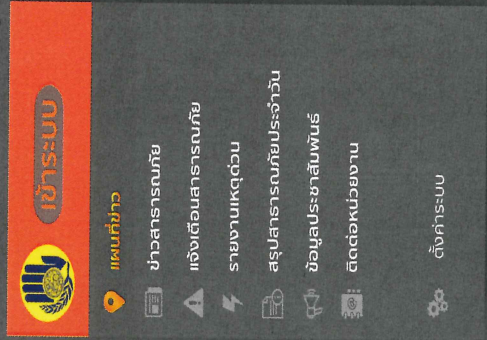 เข้าระบบ
แผนที่ข่าว
ข่าวสาธารณภัย
แจ้งเตือนสาธารณภัย
รายงานเหตุด่วน
สรุปสาธารณภัยประจำวัน
ข้อมูลประชาสัมพันธ์
ติดต่อหน่วยงาน
ตั้งค่าระบบ